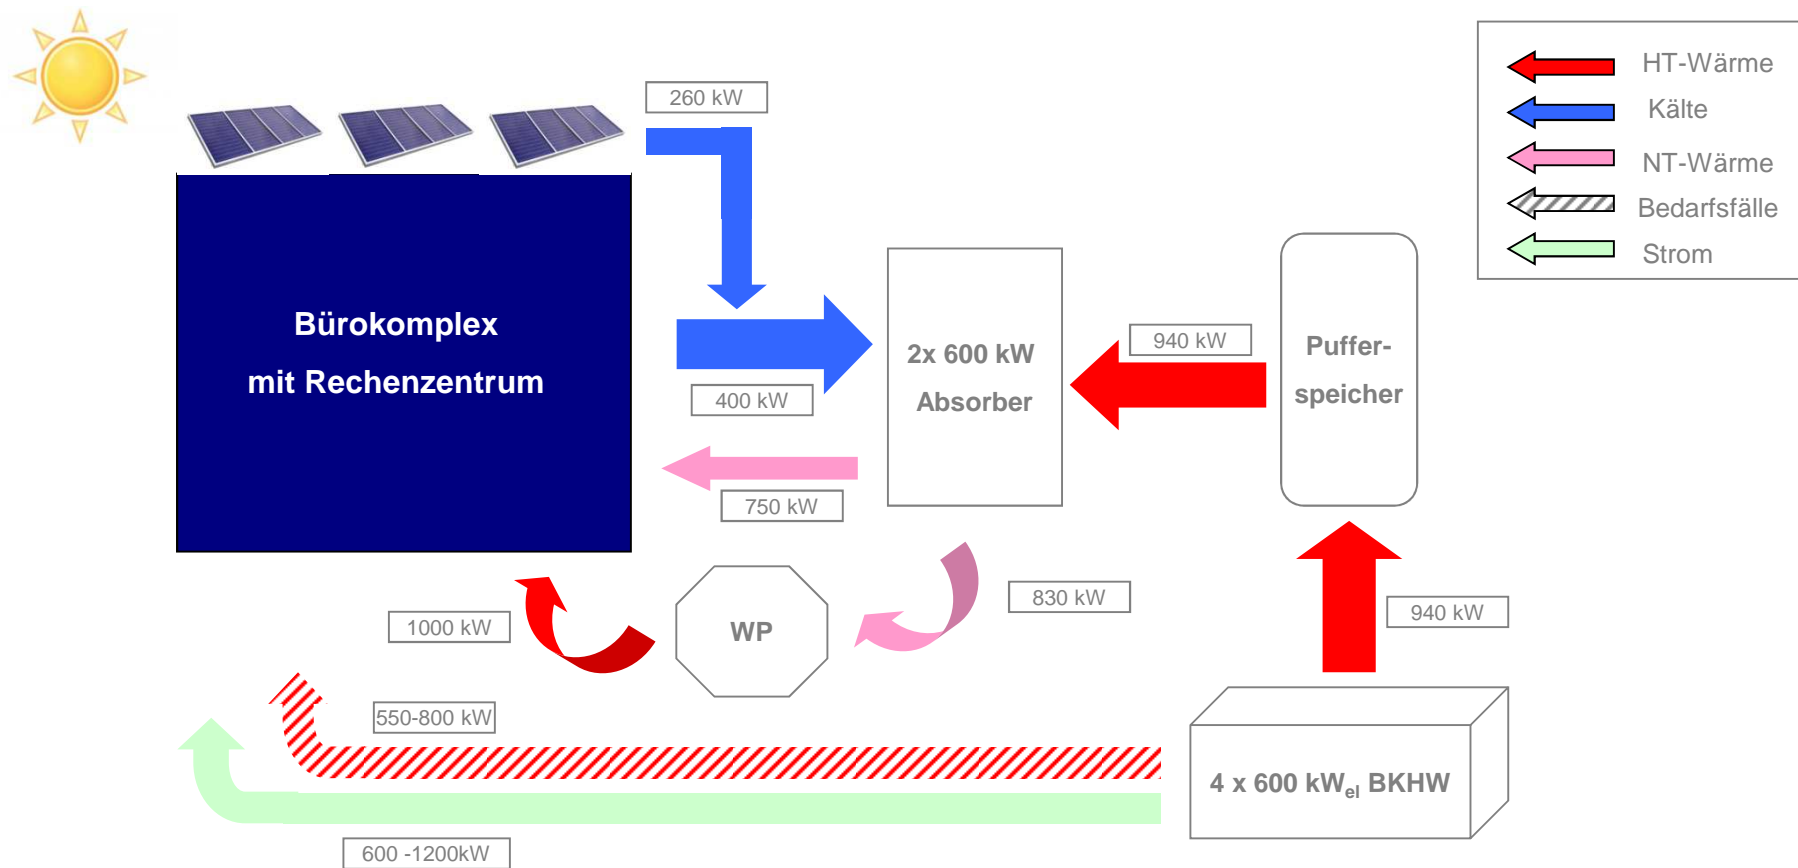 260 kW
HT-Wärme
Kälte
NT-Wärme
Bedarfsfälle
Strom
Bürokomplex
mit Rechenzentrum
2x 600 kW
Absorber
940 kW
Puffer-
speicher
400 kW
750 kW
830 kW
940 kW
1000 kW
WP
550-800 kW
4 x 600 kWel BKHW
600 -1200kW